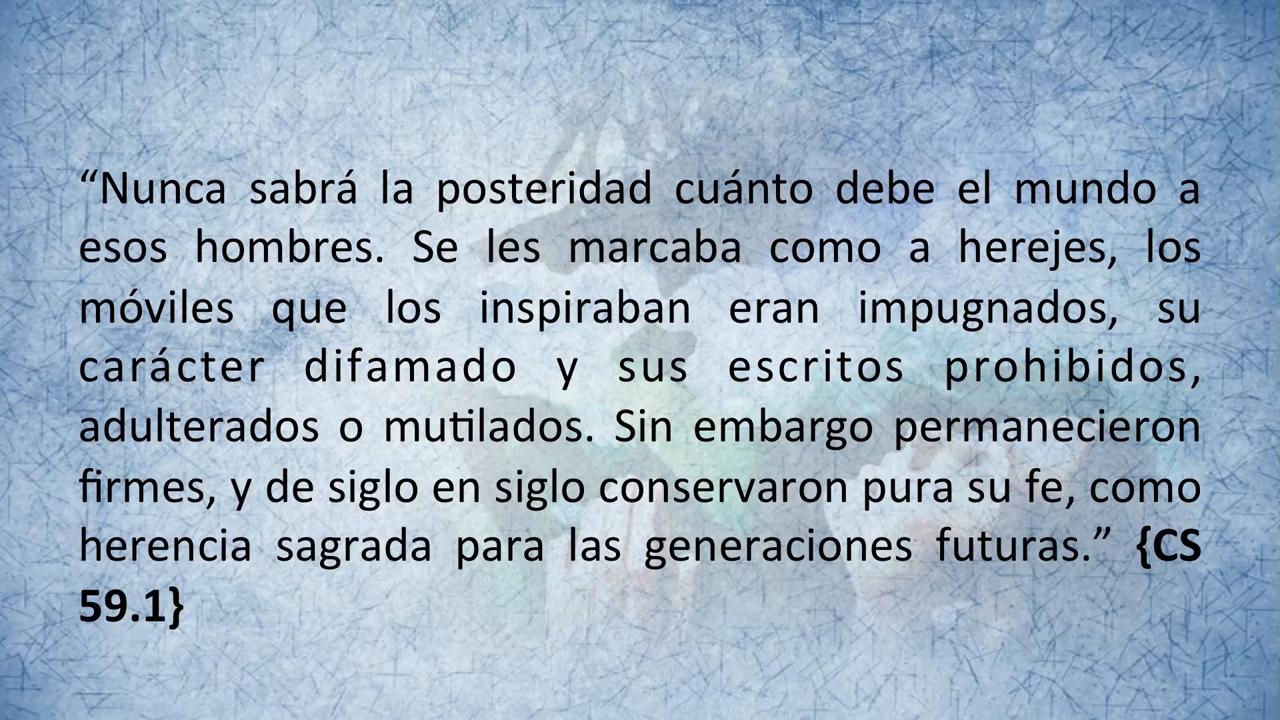 “Nunca sabrá la posteridad cuánto debe el mundo a
esos hombres. Se les marcaba como a herejes, los
móviles que los inspiraban eran impugnados, su
carácter difamado y sus escritos prohibidos,
adulterados o mutilados. Sin embargo permanecieron
firmes, y de siglo en siglo conservaron pura su fe, como
herencia sagrada para las generaciones futuras.” {CS
59.1}